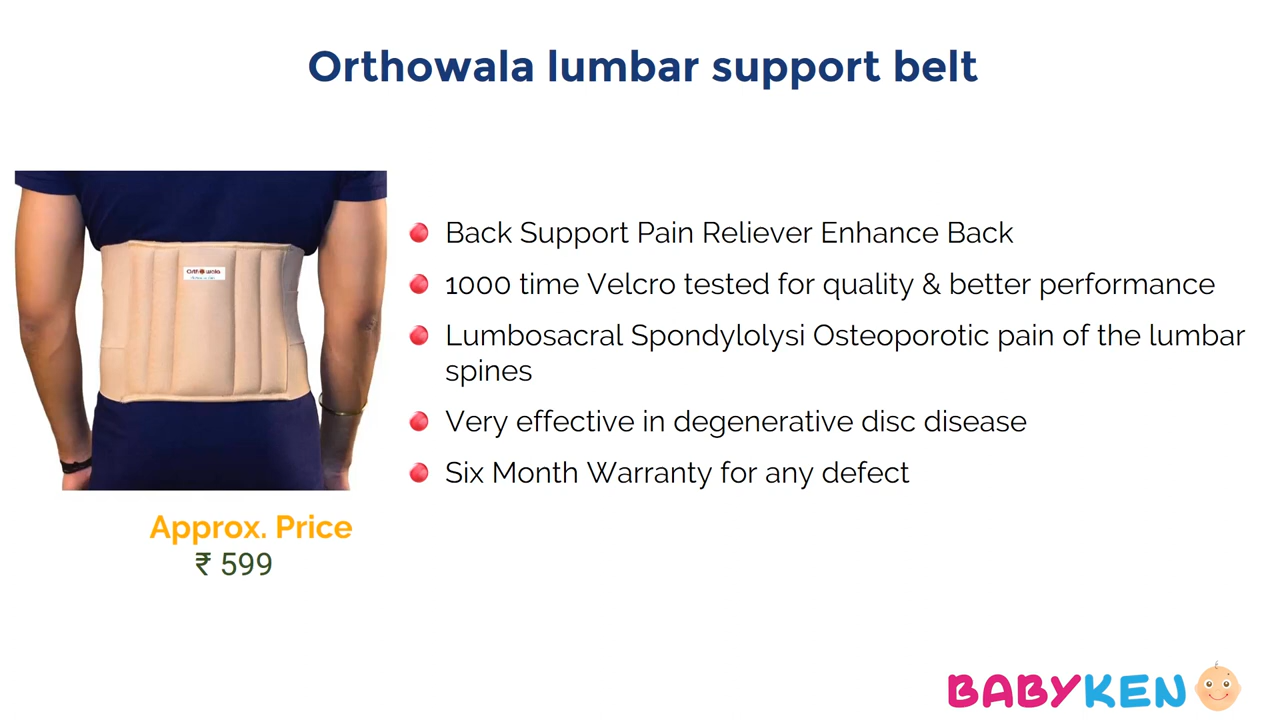 Orthowala lumbar support belt
Back Support Pain Reliever Enhance Back
1000 time Velcro tested for quality & better performance
Lumbosacral Spondylolysi Osteoporotic pain of the lumbar
spines
Very effective in degenerative disc disease
Six Month Warranty for any defect
Approx. Price
₹ 599
BABYKEN